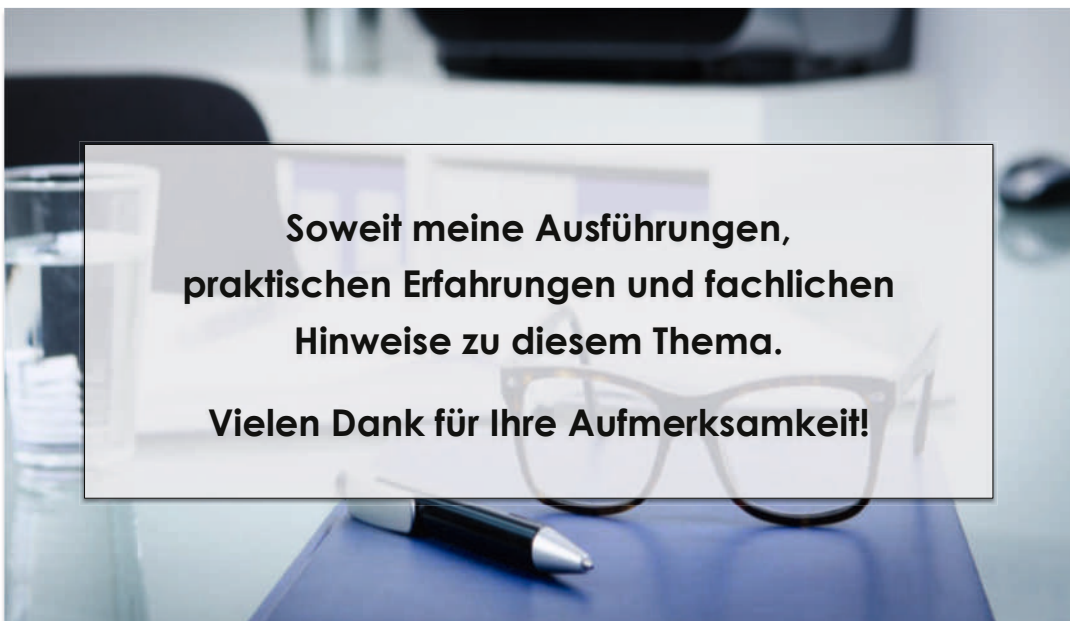 Soweit meine Ausführungen,
praktischen Erfahrungen und fachlichen
Hinweise zu diesem Thema.
Vielen Dank für Ihre Aufmerksamkeit!